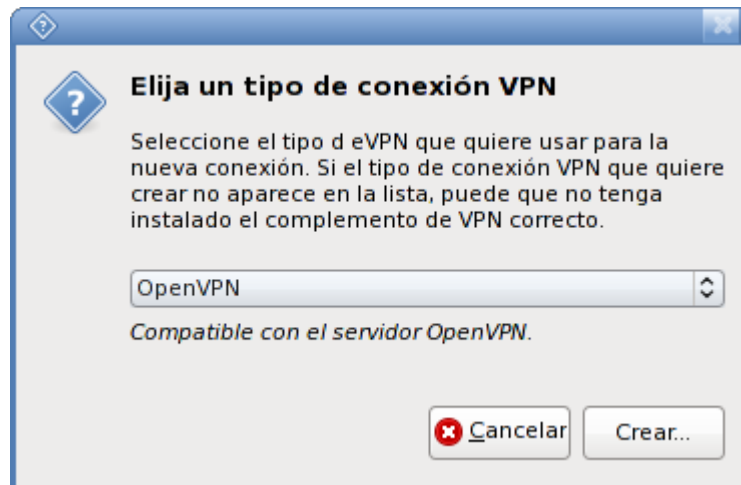 Elija un tipo de conexión VPN
Seleccione el tipo d eVPN que quiere usar para la
nueva conexión. Si el tipo de conexión VPN que quiere
crear no aparece en la lista, puede que no tenga
instalado el complemento de VPN correcto.
OpenVPN
Compatible con el servidor OpenVPN.
Cancelar Crear...